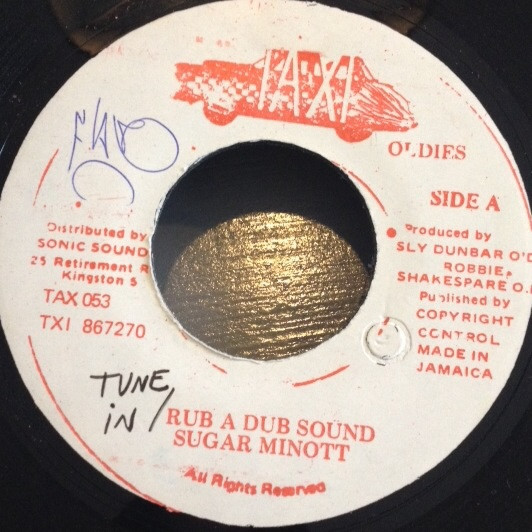 TAXI
OLDIES
SIDE A
Distributed by
SONIC SOUND
25 Retirement R
Kingston 5
TAX 053
TXI 867270
Produced by
SLY DUNBAR O'D
ROBBIE
SHAKESPARE O.D
Published by
COPYRIGHT
CONTROL
MADE IN
JAMAICA
TUNE
IN /
RUB A DUB SOUND
SUGAR MINOTT
All Rights Reserved